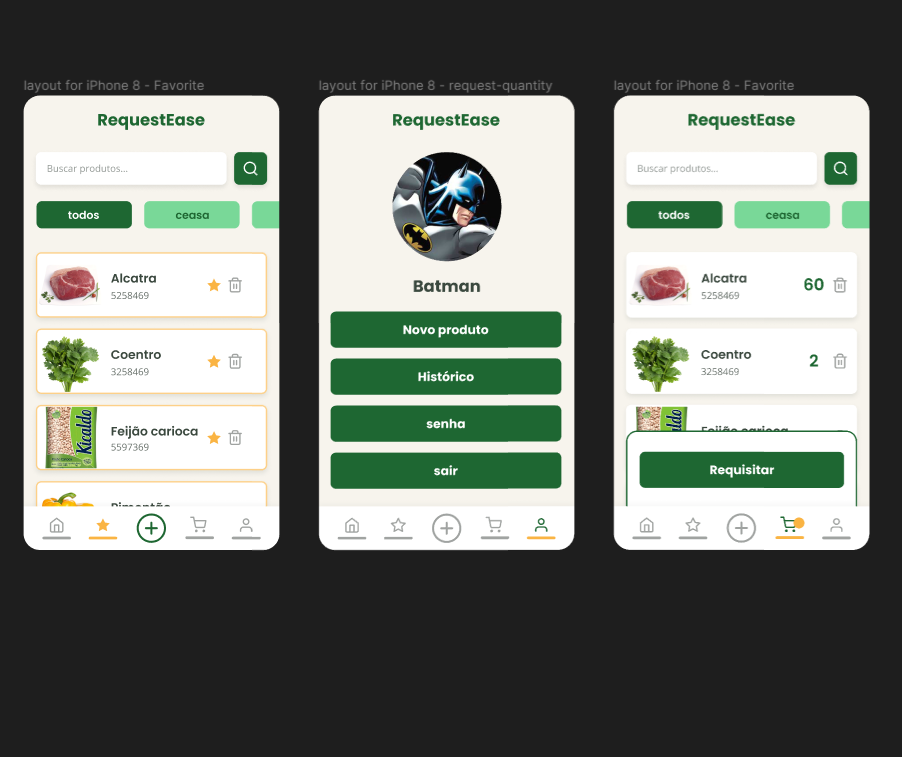 layout for iPhone 8 - Favorite
RequestEase
Buscar produtos...
todos
ceasa
Alcatra
5258469
Coentro
3258469
Feijão carioca
5597369
Kicaldo
Pimentão
layout for iPhone 8 - request-quantity
RequestEase
Batman
Novo produto
Histórico
senha
sair
layout for iPhone 8 - Favorite
RequestEase
Buscar produtos...
todos
ceasa
Alcatra
5258469
60
Coentro
3258469
2
Feijão carioca
Requisitar